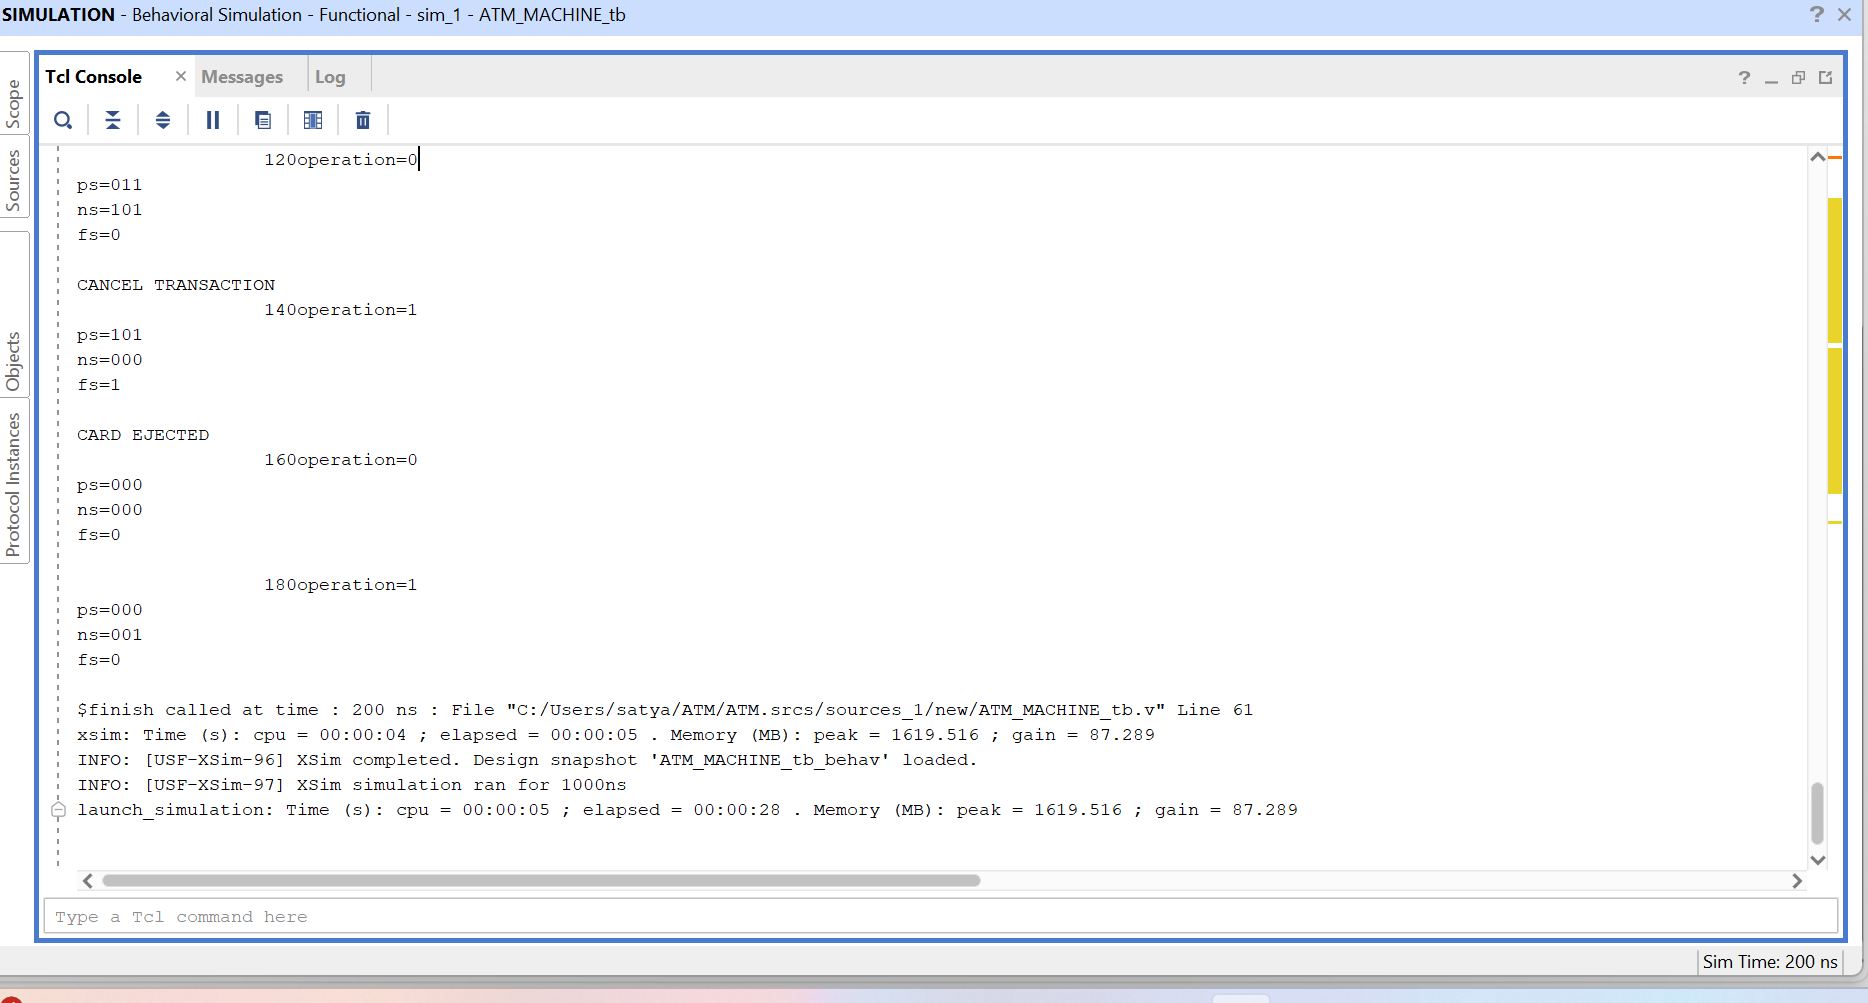 SIMULATION - Behavioral Simulation - Functional - sim_1 - ATM_MACHINE_tb
Scope
Sources
Objects
Protocol Instances
Tcl Console
Messages
Log
120operation=0
ps=011
ns=101
fs=0
CANCEL TRANSACTION
140operation=1
ps=101
ns=000
fs=1
CARD EJECTED
160operation=0
ps=000
ns=000
fs=0
180operation=1
ps=000
ns=001
fs=0
$finish called at time : 200 ns : File "C:/Users/satya/ATM/ATM.srcs/sources_1/new/ATM_MACHINE_tb.v" Line 61
xsim: Time (s): cpu = 00:00:04 ; elapsed = 00:00:05 . Memory (MB): peak = 1619.516 ; gain = 87.289
INFO: [USF-XSim-96] XSim completed. Design snapshot 'ATM_MACHINE_tb_behav' loaded.
INFO: [USF-XSim-97] XSim simulation ran for 1000ns
launch_simulation: Time (s): cpu = 00:00:05 ; elapsed = 00:00:28 . Memory (MB): peak = 1619.516 ; gain = 87.289
Type a Tcl command here
Sim Time: 200 ns